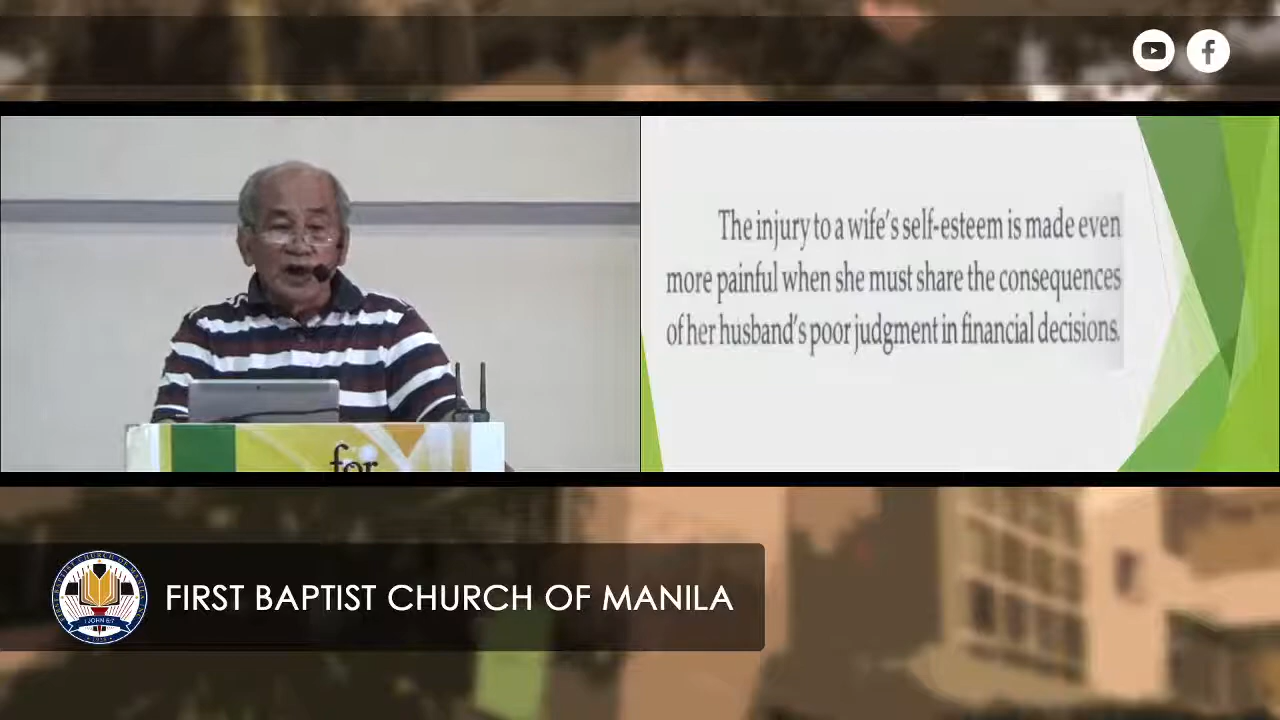 The injury to a wife's self-esteem is made even
more painful when she must share the consequences
of her husband's poor judgment in financial decisions.
for
FIRST BAPTIST CHURCH OF MANILA